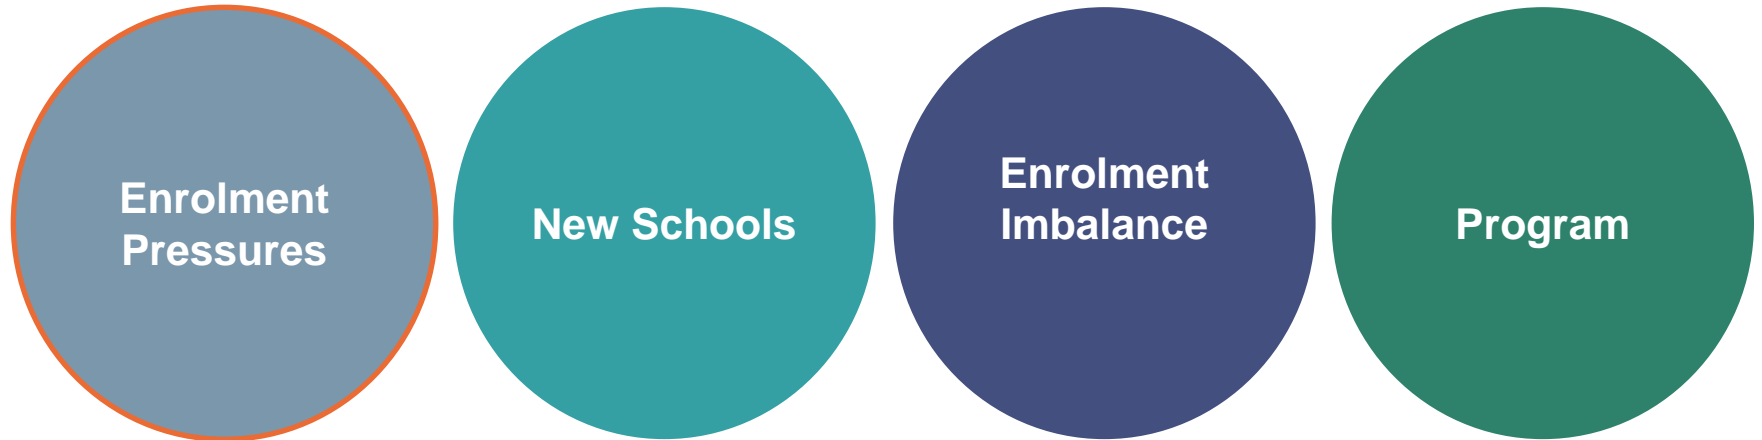 Enrolment
Pressures
New Schools
Enrolment
Imbalance
Program